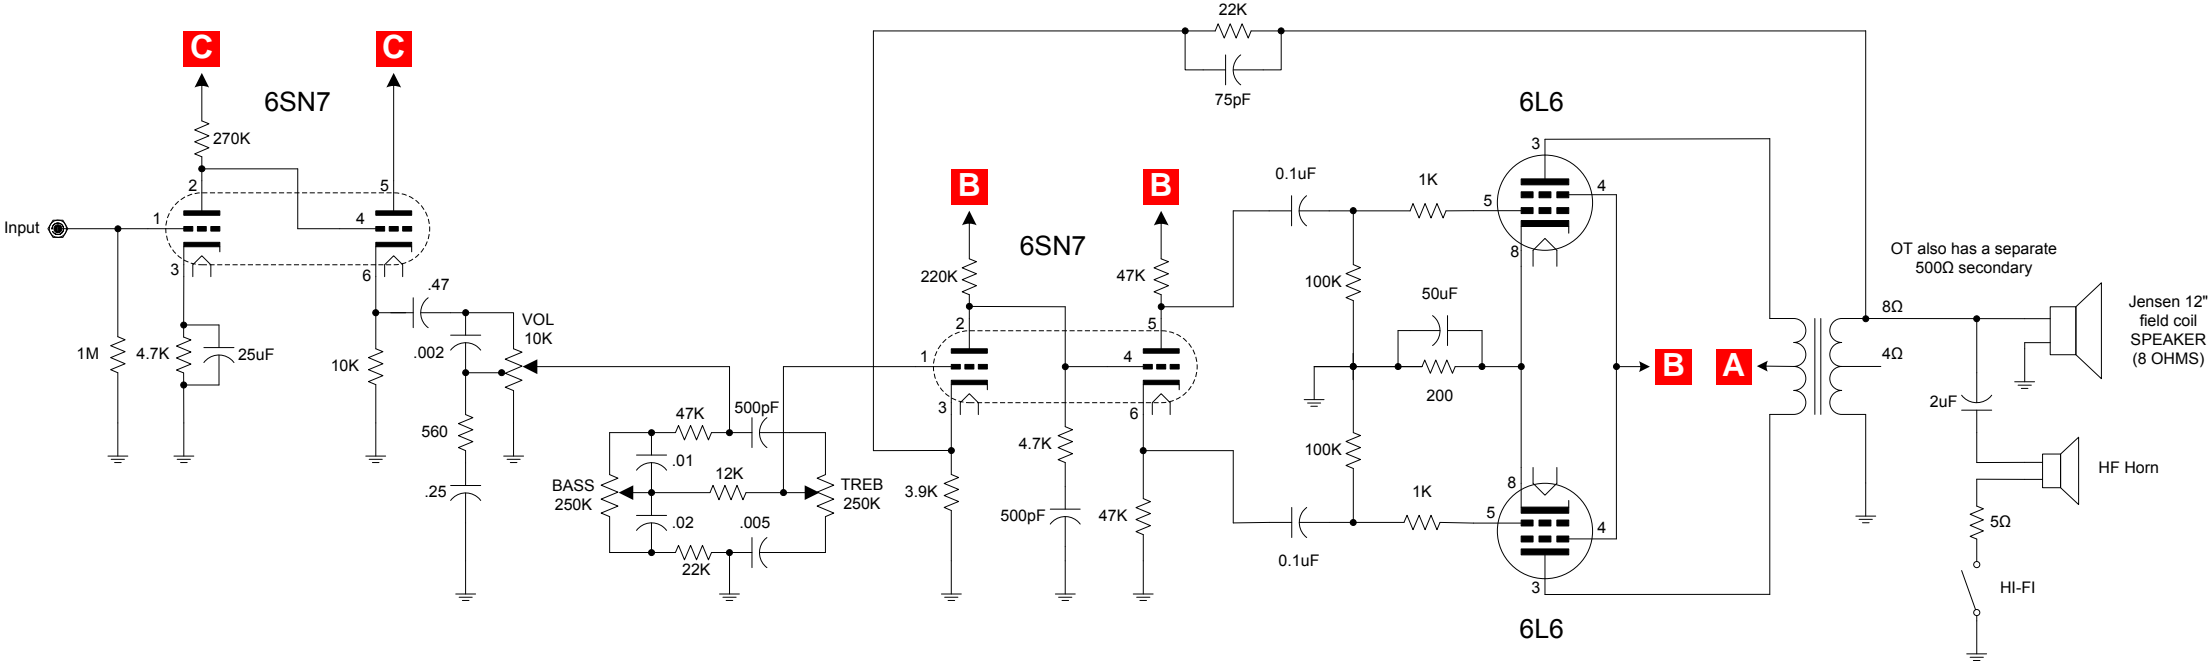 22K
75pF
C
C
6SN7
270K
2
5
1
4
3
6
Input
1M
4.7K
25uF
10K
.47
.002
VOL
10K
560
.25
47K
500pF
.01
12K
BASS
250K
TREB
250K
.02
.005
22K
B
B
6SN7
220K
47K
2
5
1
4
3
6
3.9K
4.7K
500pF
47K
0.1uF
0.1uF
100K
100K
1K
1K
50uF
200
6L6
3
4
5
8
8
5
4
3
6L6
B
A
OT also has a separate
500Ω secondary
8Ω
4Ω
2uF
Jensen 12"
field coil
SPEAKER
(8 OHMS)
HF Horn
5Ω
HI-FI